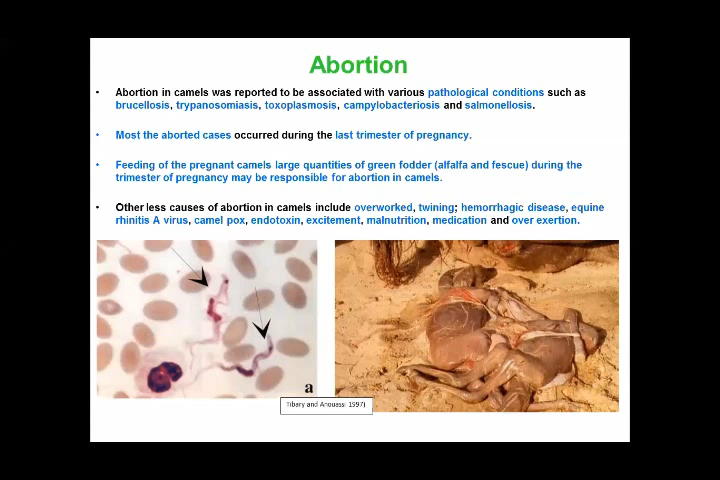 Abortion
• Abortion in camels was reported to be associated with various pathological conditions such as
brucellosis, trypanosomiasis, toxoplasmosis, campylobacteriosis and salmonellosis.
• Most the aborted cases occurred during the last trimester of pregnancy.
• Feeding of the pregnant camels large quantities of green fodder (alfalfa and fescue) during the
trimester of pregnancy may be responsible for abortion in camels.
• Other less causes of abortion in camels include overworked, twining; hemorrhagic disease, equine
rhinitis A virus, camel pox, endotoxin, excitement, malnutrition, medication and over exertion.
a
Tibary and Anouassi 1997)